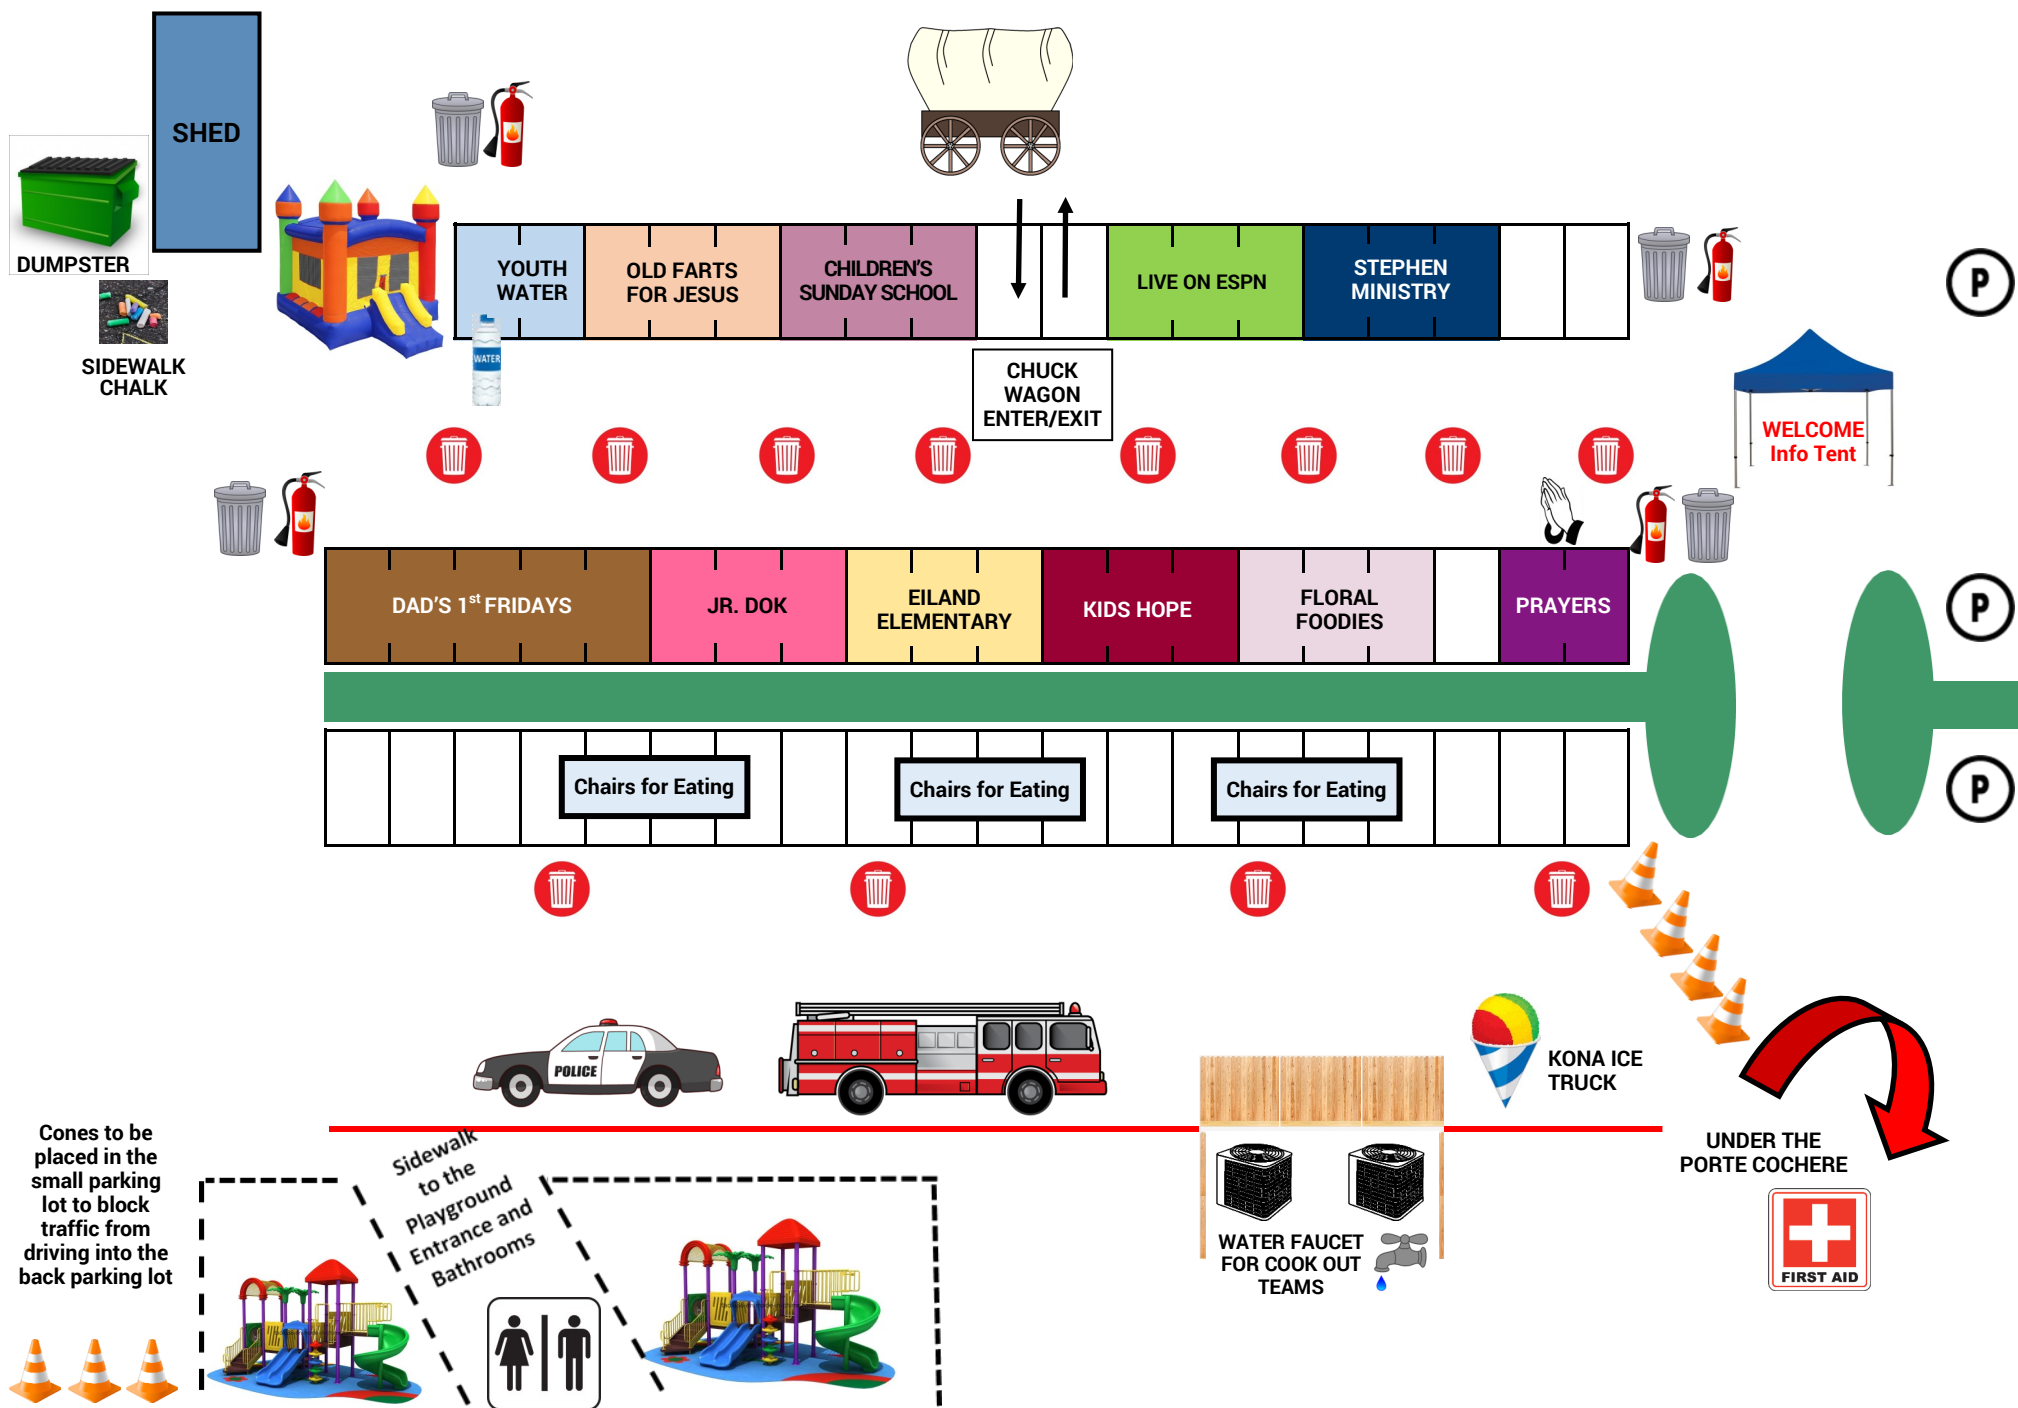 SHED
DUMPSTER
SIDEWALK
CHALK
YOUTH
WATER
WATER
OLD FARTS
FOR JESUS
CHILDREN'S
SUNDAY SCHOOL
CHUCK
WAGON
ENTER/EXIT
LIVE ON ESPN
STEPHEN
MINISTRY
P
WELCOME
Info Tent
DAD'S 1st FRIDAYS
JR. DOK
EILAND
ELEMENTARY
KIDS HOPE
FLORAL
FOODIES
PRAYERS
P
Chairs for Eating
Chairs for Eating
Chairs for Eating
P
POLICE
KONA ICE
TRUCK
Cones to be
placed in the
small parking
lot to block
traffic from
driving into the
back parking lot
Sidewalk
to the
Playground
Entrance and
Bathrooms
WATER FAUCET
FOR COOK OUT
TEAMS
UNDER THE
PORTE COCHERE
FIRST AID